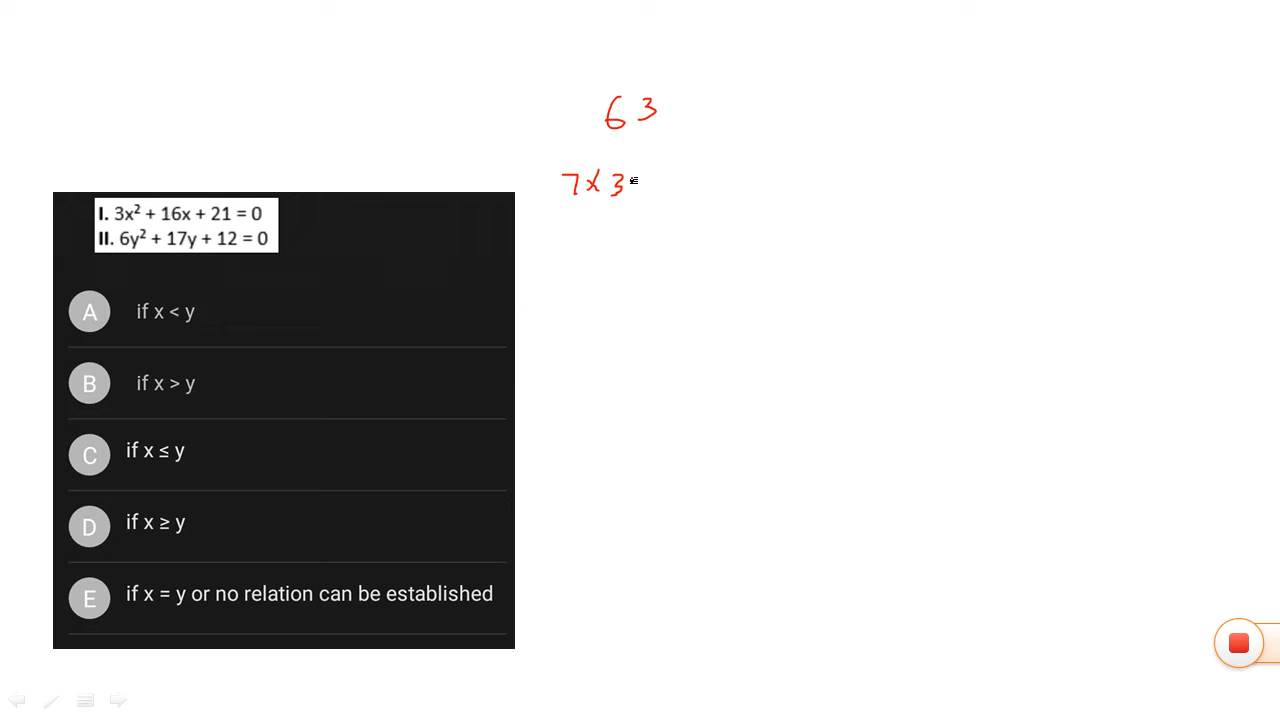 63
7x3
I. 3x² + 16x + 21 = 0
II. 6y² + 17y + 12 = 0
A if x < y
B if x > y
C if x ≤ y
D if x ≥ y
E if x = y or no relation can be established